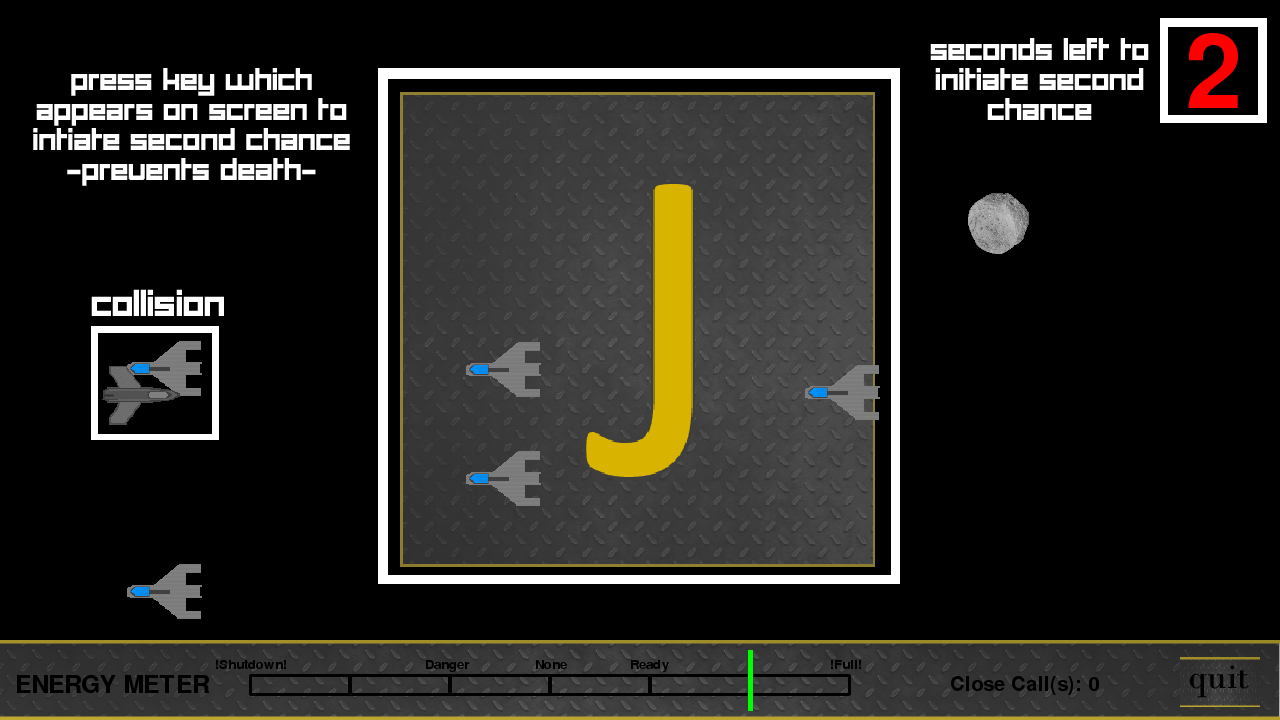 press key which
appears on screen to
intiate second chance
-prevents death-
seconds left to
initiate second
chance
2
J
collision
!Shutdown!
Danger
None
Ready
!Full!
ENERGY METER
Close Call(s): 0
quit